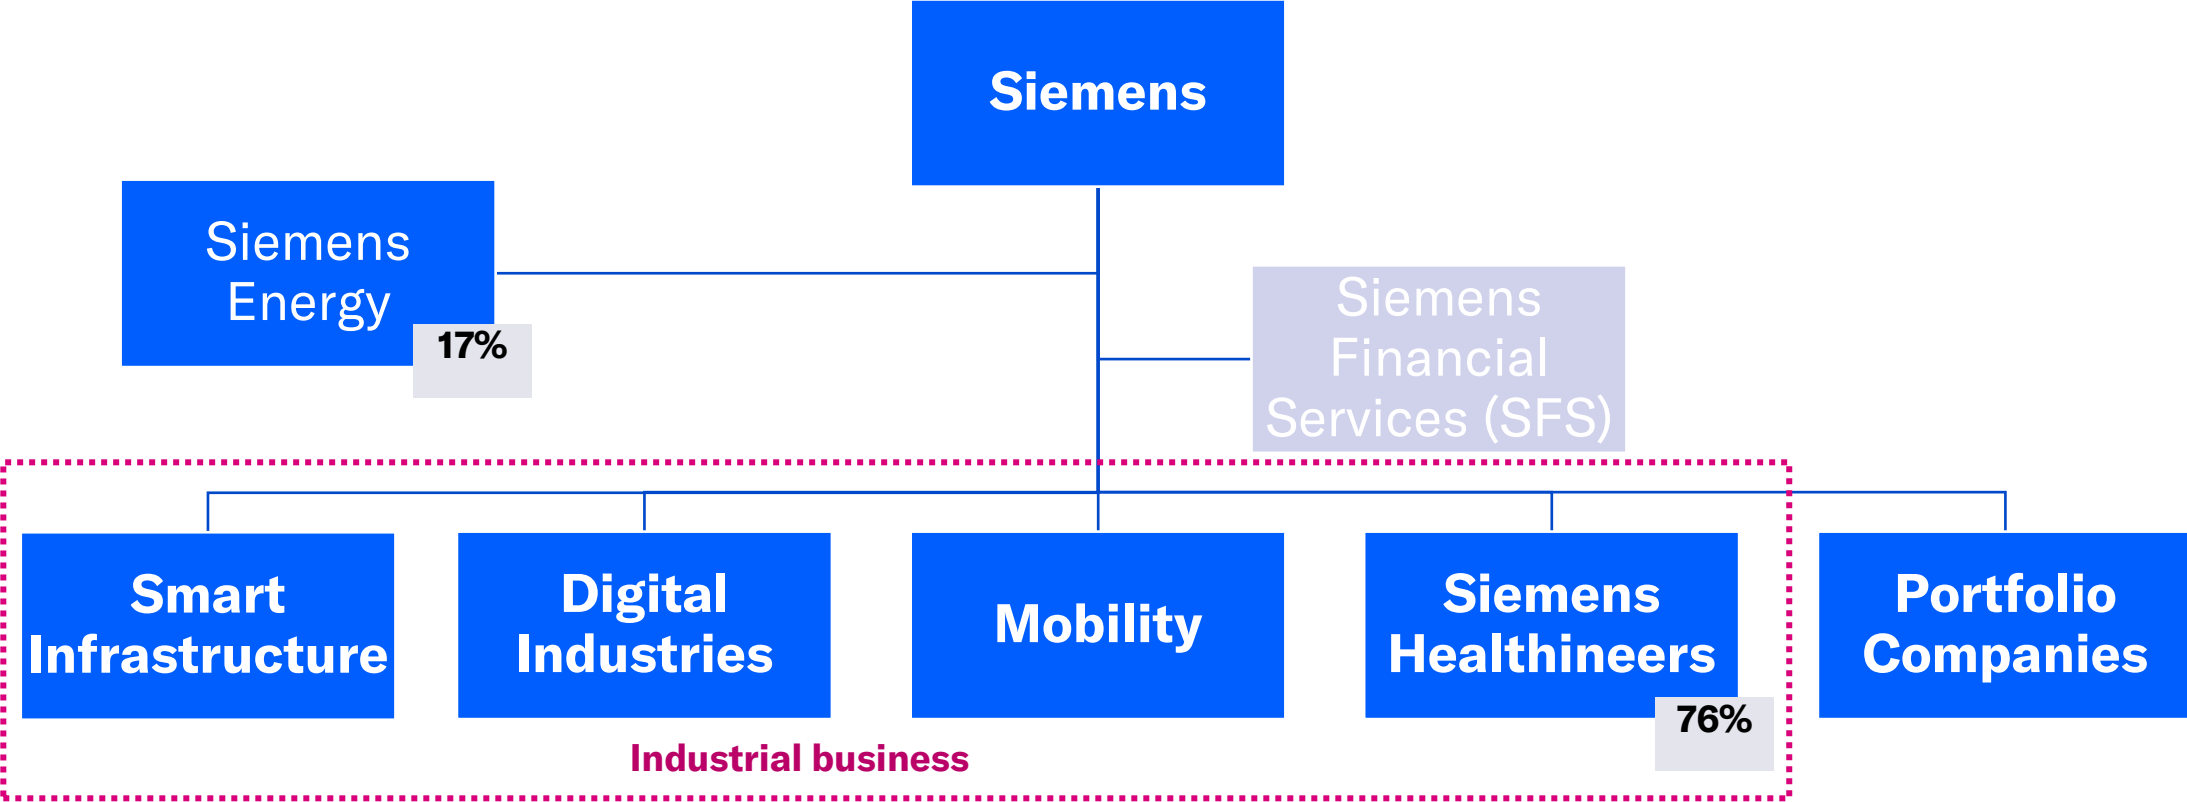 Siemens
Siemens
Energy
17%
Siemens
Financial
Services (SFS)
Smart
Infrastructure
Digital
Industries
Mobility
Siemens
Healthineers
76%
Portfolio
Companies
Industrial business